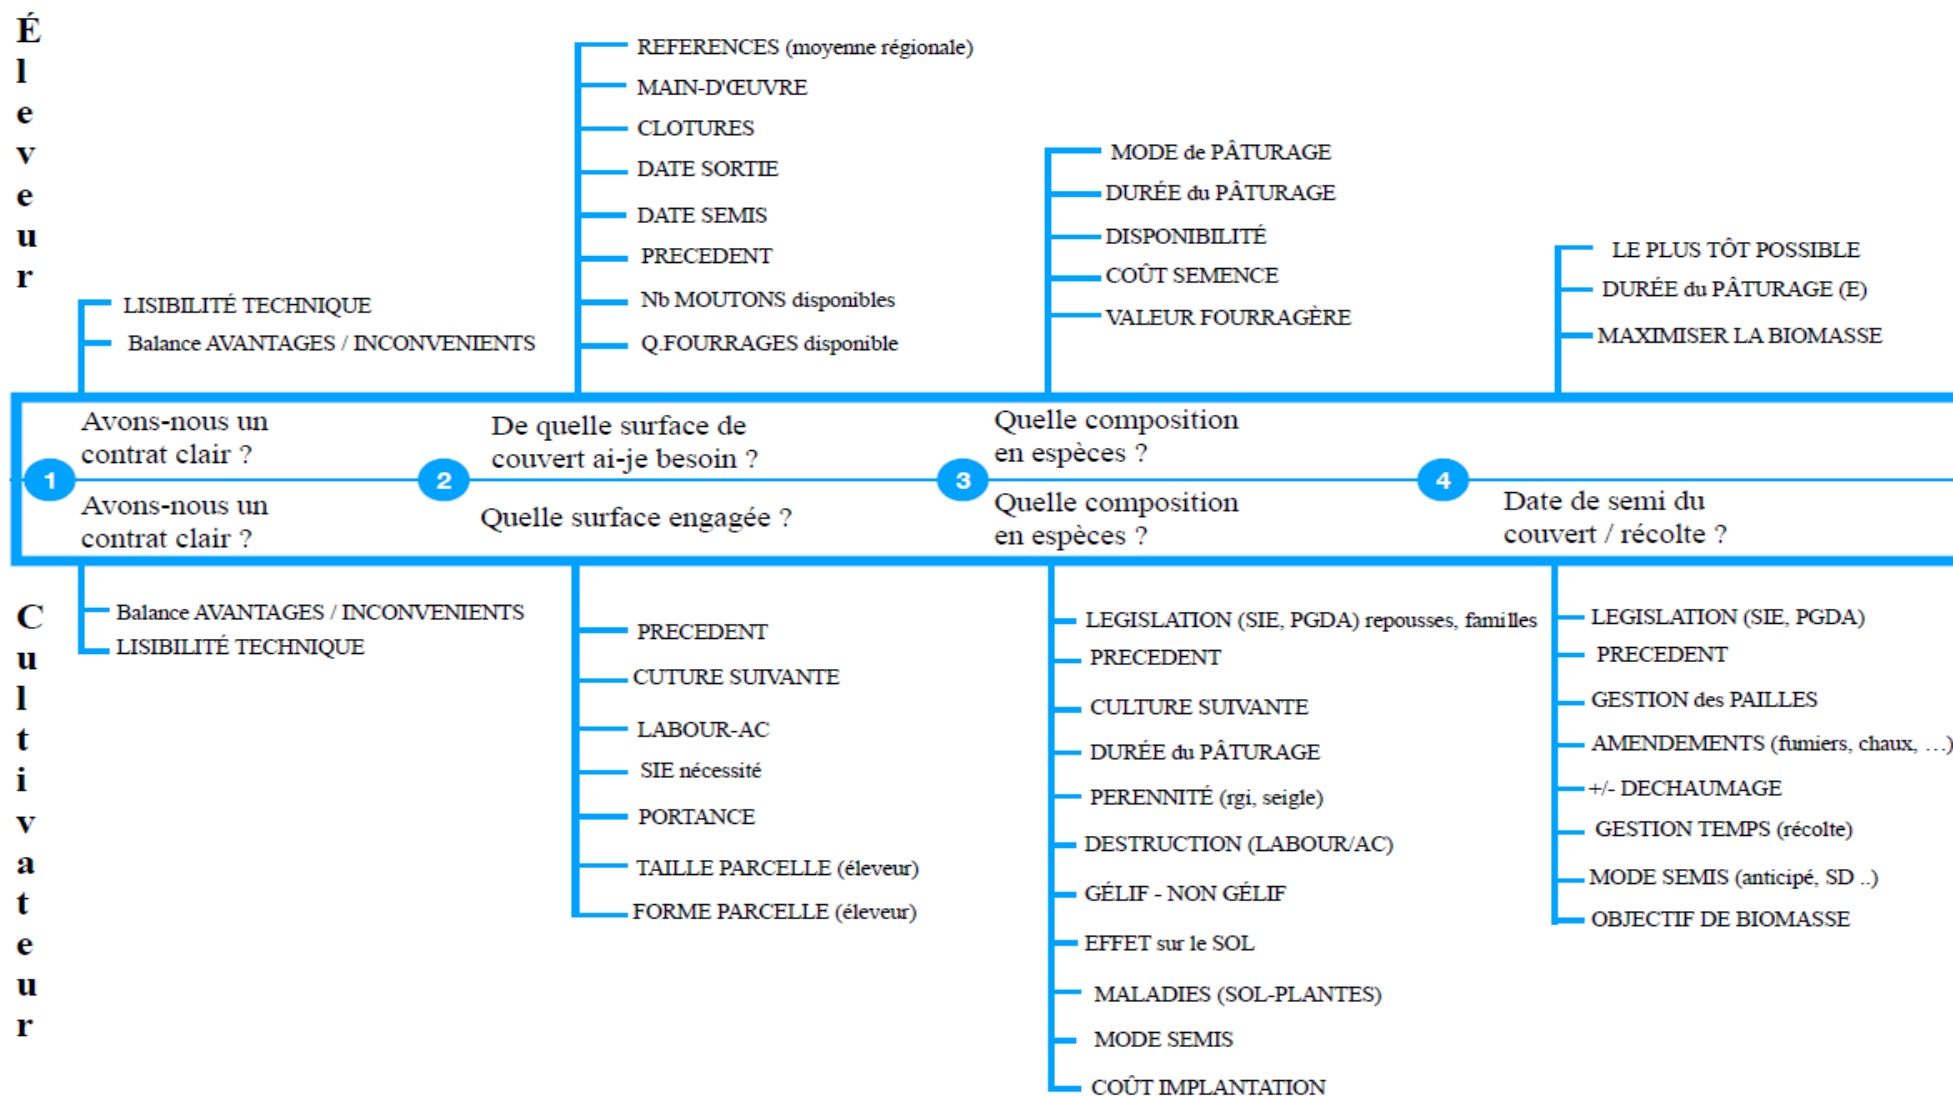 Éleveur
LISIBILITÉ TECHNIQUE
Balance AVANTAGES / INCONVENIENTS
REFERENCES (moyenne régionale)
MAIN-D'ŒUVRE
CLOTURES
DATE SORTIE
DATE SEMIS
PRECEDENT
Nb MOUTONS disponibles
Q.FOURRAGES disponible
MODE de PÂTURAGE
DURÉE du PÂTURAGE
DISPONIBILITÉ
COÛT SEMENCE
VALEUR FOURRAGÈRE
LE PLUS TÔT POSSIBLE
DURÉE du PÂTURAGE (E)
MAXIMISER LA BIOMASSE
Avons-nous un
contrat clair ?
De quelle surface de
couvert ai-je besoin ?
Quelle composition
en espèces ?
1
2
3
4
Avons-nous un
contrat clair ?
Quelle surface engagée ?
Quelle composition
en espèces ?
Date de semi du
couvert / récolte ?
Cultivateur
Balance AVANTAGES / INCONVENIENTS
LISIBILITÉ TECHNIQUE
PRECEDENT
CUTURE SUIVANTE
LABOUR-AC
SIE nécessité
PORTANCE
TAILLE PARCELLE (éleveur)
FORME PARCELLE (éleveur)
LEGISLATION (SIE, PGDA) repousses, familles
PRECEDENT
CULTURE SUIVANTE
DURÉE du PÂTURAGE
PERENNITÉ (rgi, seigle)
DESTRUCTION (LABOUR/AC)
GÉLIF - NON GÉLIF
EFFET sur le SOL
MALADIES (SOL-PLANTES)
MODE SEMIS
COÛT IMPLANTATION
LEGISLATION (SIE, PGDA)
PRECEDENT
GESTION des PAILLES
AMENDEMENTS (fumiers, chaux, …)
+/- DECHAUMAGE
GESTION TEMPS (récolte)
MODE SEMIS (anticipé, SD ..)
OBJECTIF DE BIOMASSE